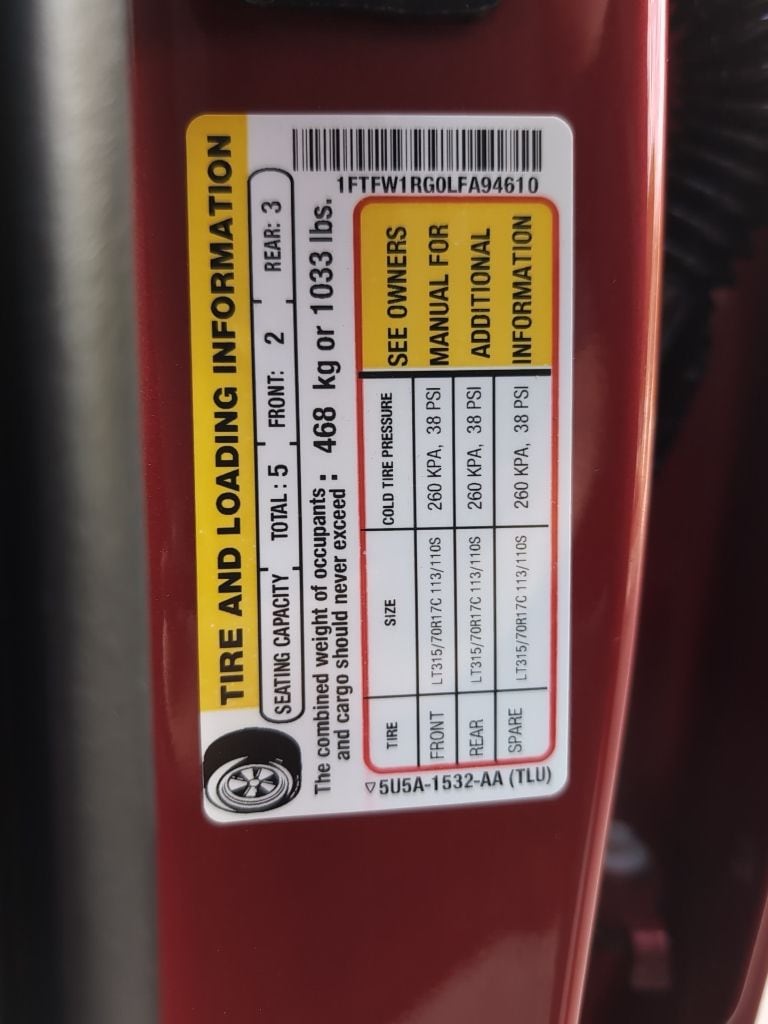 TIRE AND LOADING INFORMATION
SEATING CAPACITY TOTAL : 5 FRONT: 2 REAR: 3
The combined weight of occupants :
and cargo should never exceed : 468 kg or 1033 lbs.
1FTFW1RG0LFA94610
TIRE SIZE COLD TIRE PRESSURE
FRONT LT315/70R17C 113/110S 260 KPA, 38 PSI
REAR LT315/70R17C 113/110S 260 KPA, 38 PSI
SPARE LT315/70R17C 113/110S 260 KPA, 38 PSI
SEE OWNERS
MANUAL FOR
ADDITIONAL
INFORMATION
▽5U5A-1532-AA (TLU)